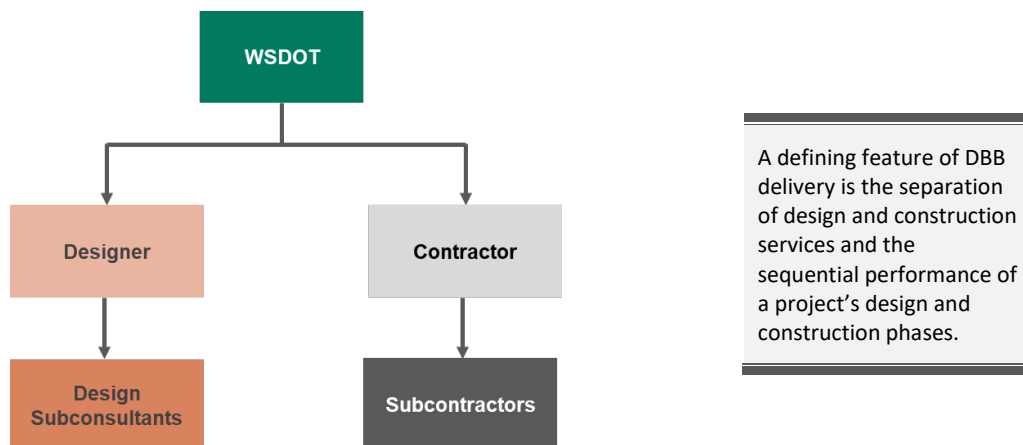 WSDOT
Designer
Contractor
Design
Subconsultants
Subcontractors
A defining feature of DBB
delivery is the separation
of design and construction
services and the
sequential performance of
a project’s design and
construction phases.